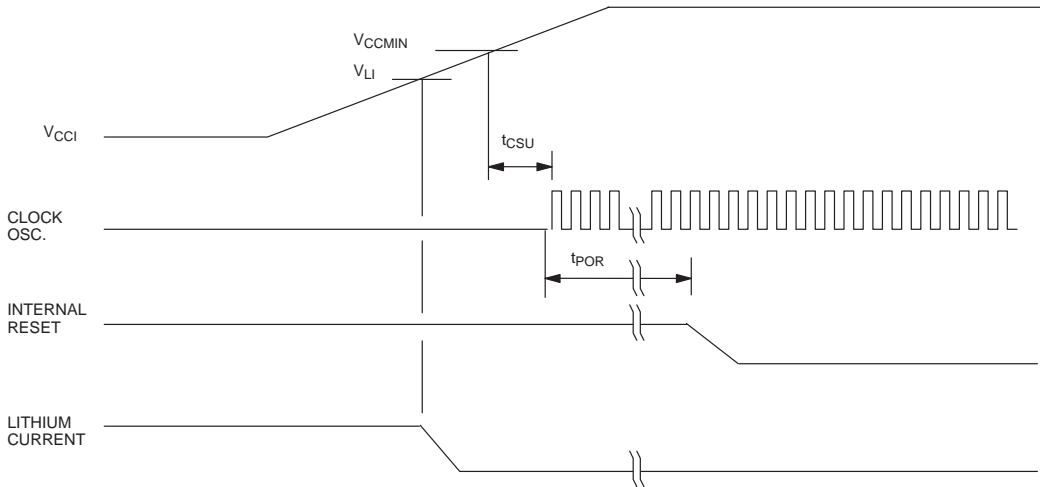 VCCMIN
VLI
VCCI
tCSU
CLOCK
OSC.
tPOR
INTERNAL
RESET
LITHIUM
CURRENT